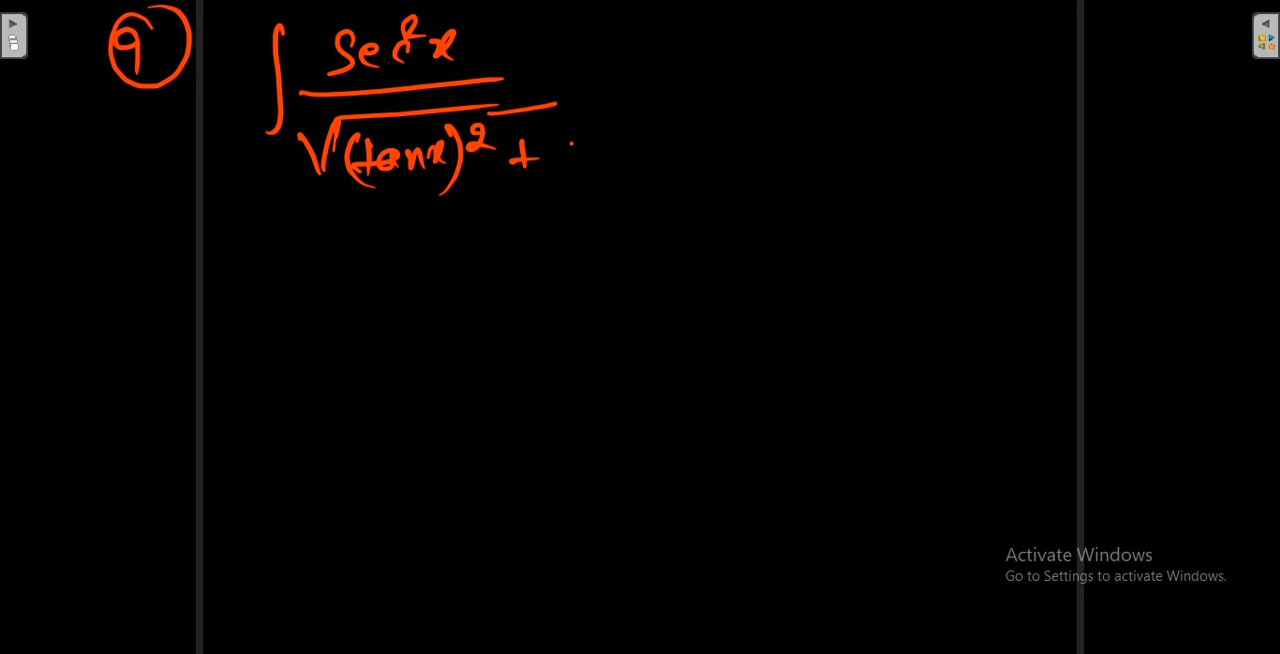 9 ∫ Sec²x
√(tanx)² +
Activate Windows
Go to Settings to activate Windows.